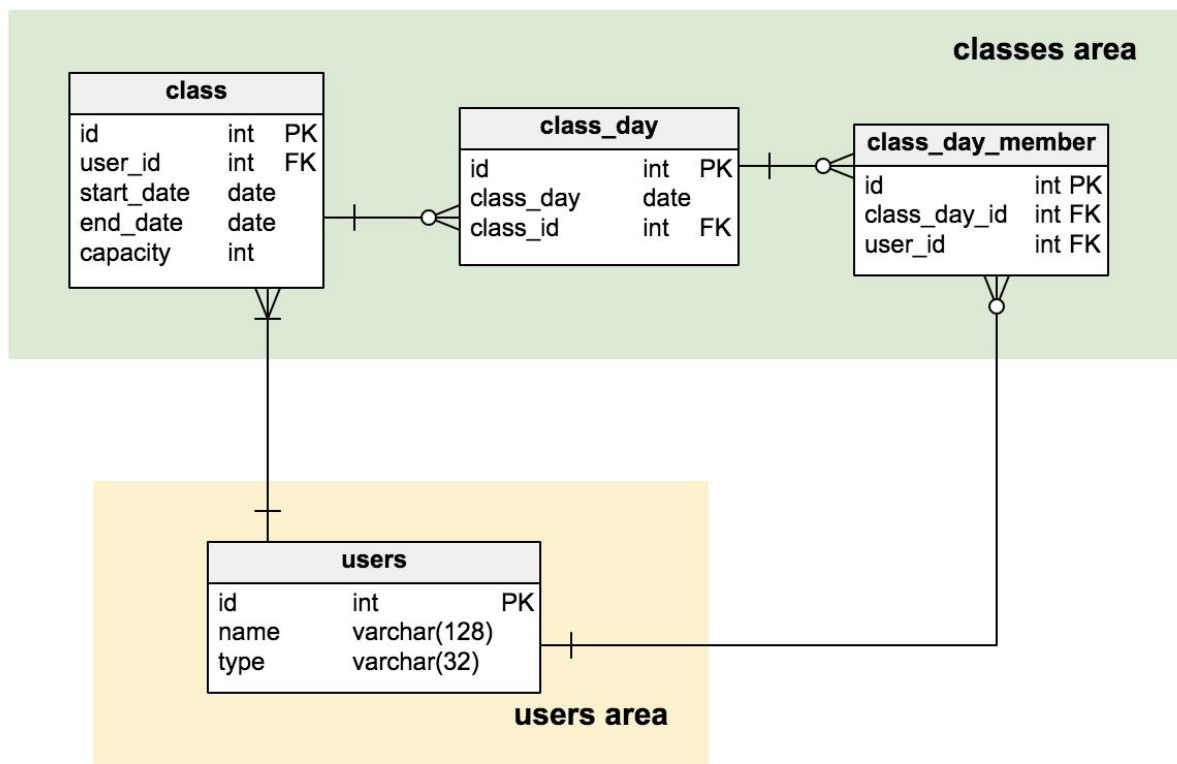 classes area
class
id int PK
user_id int FK
start_date date
end_date date
capacity int
class_day
id int PK
class_day date
class_id int FK
class_day_member
id int PK
class_day_id int FK
user_id int FK
users
id int PK
name varchar(128)
type varchar(32)
users area